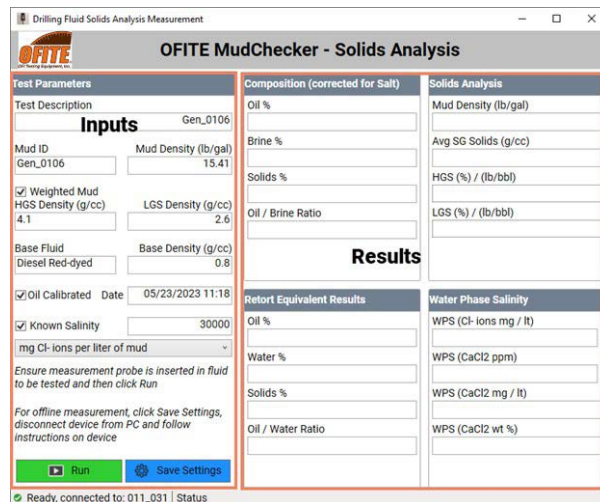 Drilling Fluid Solids Analysis Measurement
OFITE
OFITE MudChecker - Solids Analysis
Test Parameters
Test Description
Gen_0106
Inputs
Mud ID
Mud Density (lb/gal)
Gen_0106
15.41
Weighted Mud
HGS Density (g/cc)
LGS Density (g/cc)
4.1
2.6
Base Fluid
Base Density (g/cc)
Diesel Red-dyed
0.8
Oil Calibrated Date 05/23/2023 11:18
Known Salinity 30000
mg Cl- ions per liter of mud
Ensure measurement probe is inserted in fluid
to be tested and then click Run
For offline measurement, click Save Settings,
disconnect device from PC and follow
instructions on device
Run
Save Settings
Composition (corrected for Salt)
Oil %
Brine %
Solids %
Oil / Brine Ratio
Results
Solids Analysis
Mud Density (lb/gal)
Avg SG Solids (g/cc)
HGS (%) / (lb/bbl)
LGS (%) / (lb/bbl)
Retort Equivalent Results
Oil %
Water %
Solids %
Oil / Water Ratio
Water Phase Salinity
WPS (Cl- ions mg / lt)
WPS (CaCl2 ppm)
WPS (CaCl2 mg / lt)
WPS (CaCl2 wt %)
Ready, connected to: 011_031 | Status